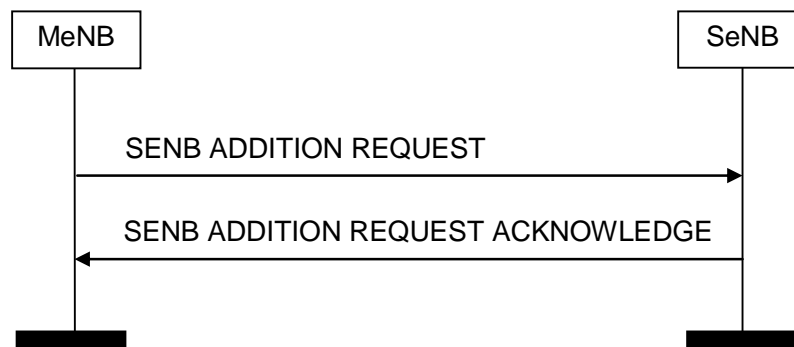 MeNB
SeNB
SENB ADDITION REQUEST
SENB ADDITION REQUEST ACKNOWLEDGE